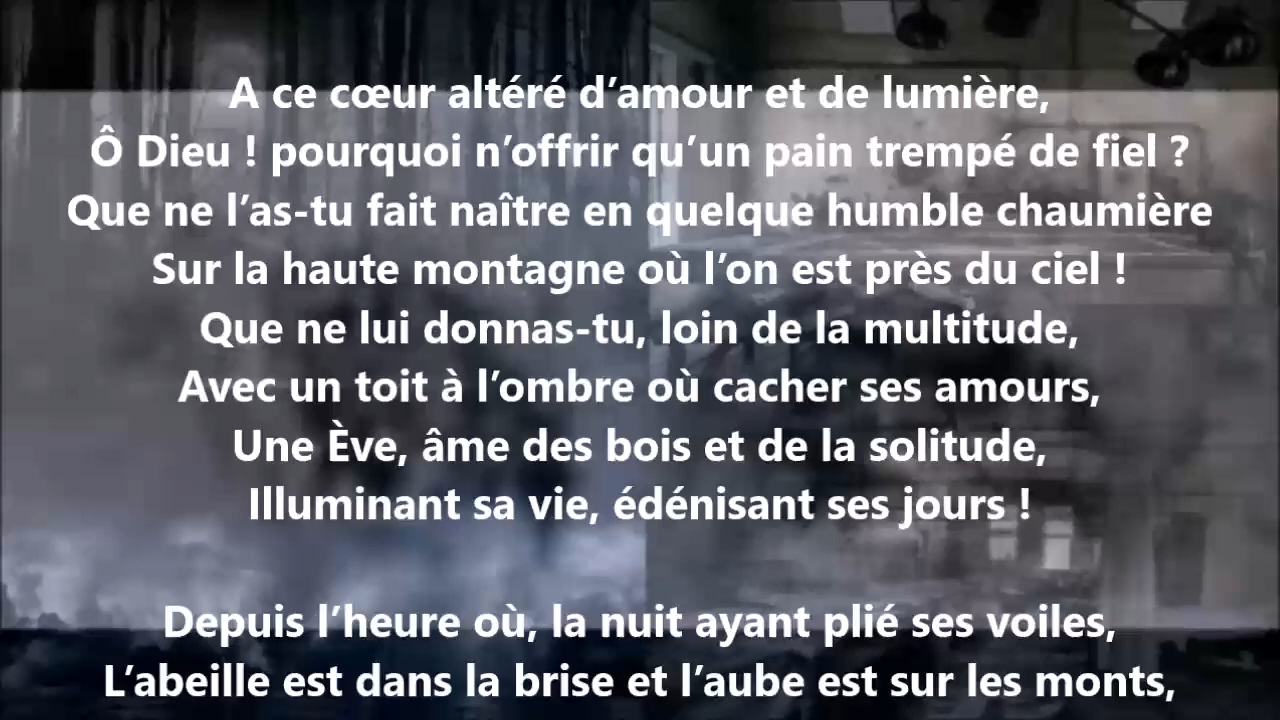 A ce cœur altéré d’amour et de lumière,
Ô Dieu ! pourquoi n’offrir qu’un pain trempé de fiel ?
Que ne l’as-tu fait naître en quelque humble chaumière
Sur la haute montagne où l’on est près du ciel !
Que ne lui donnas-tu, loin de la multitude,
Avec un toit à l’ombre où cacher ses amours,
Une Ève, âme des bois et de la solitude,
Illuminant sa vie, édénisant ses jours !
Depuis l’heure où, la nuit ayant plié ses voiles,
L’abeille est dans la brise et l’aube est sur les monts,